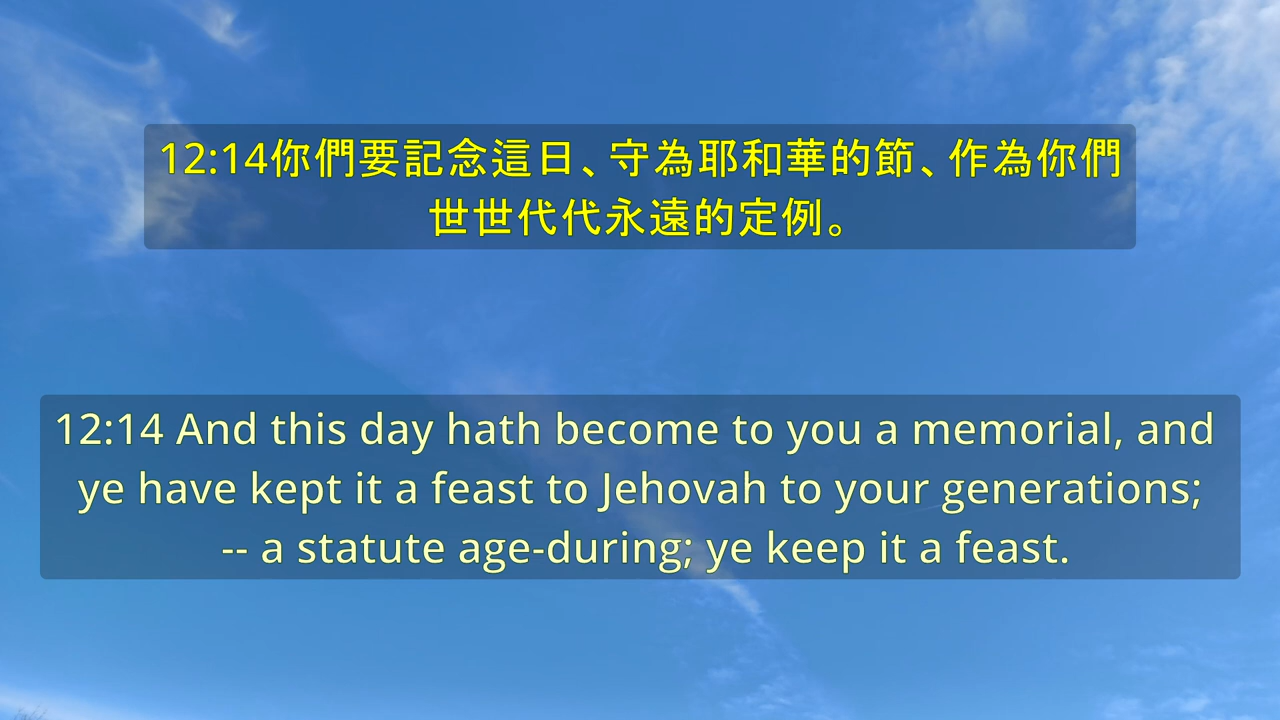 12:14你們要記念這日、守為耶和華的節、作為你們
世世代代永遠的定例。
12:14 And this day hath become to you a memorial, and
ye have kept it a feast to Jehovah to your generations;
-- a statute age-during; ye keep it a feast.